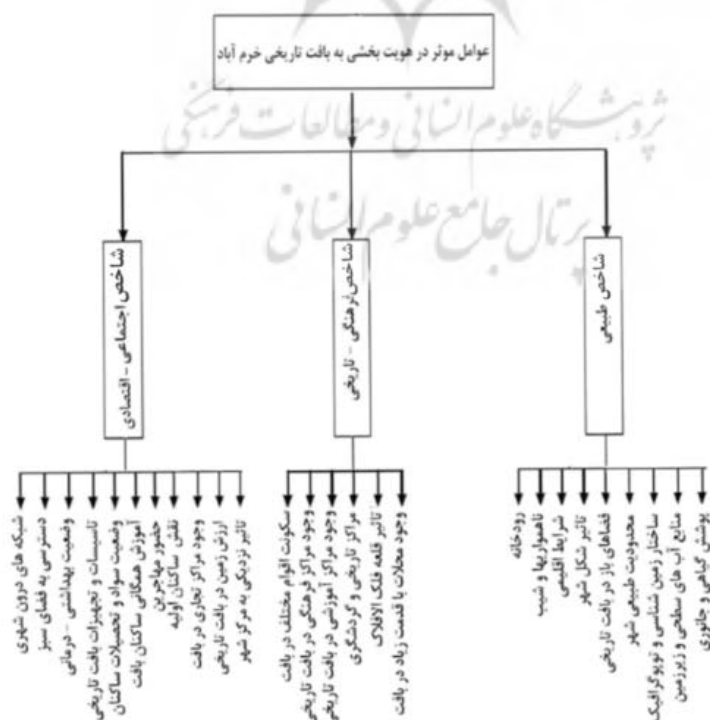 عوامل موثر در هویت بخشی به بافت تاریخی خرم آباد
پژوهشگاه علوم انسانی و مطالعات فرهنگی
پرتال جامع علوم انسانی
شاخص طبیعی
شاخص فرهنگی - تاریخی
شاخص اجتماعی - اقتصادی
پوشش گیاهی و جانوری
منابع آب های سطحی و زیرزمین
ساختار زمین شناسی و توپوگرافیک
محدودیت طبیعی شهر
فضاهای باز در بافت تاریخی
تاثیر شکل شهر
شرایط اقلیمی
ناهمواریها و شیب
رودخانه
وجود محلات با قدمت زیاد در بافت
تاثیر قلعه فلک الافلاک
مراکز تاریخی و گردشگری
وجود مراکز آموزشی در بافت تاریخی
وجود مراکز فرهنگی در بافت تاریخی
سکونت اقوام مختلف در بافت
تاثیر نزدیکی به مرکز شهر
ارزش زمین در بافت تاریخی
وجود مراکز تجاری در بافت
نقش ساکنان اولیه
حضور مهاجرین
آموزش همگانی ساکنان بافت
وضعیت سواد و تحصیلات ساکنان
تاسیسات و تجهیزات بافت تاریخی
وضعیت بهداشتی - درمانی
دسترسی به فضای سبز
شبکه های درون شهری